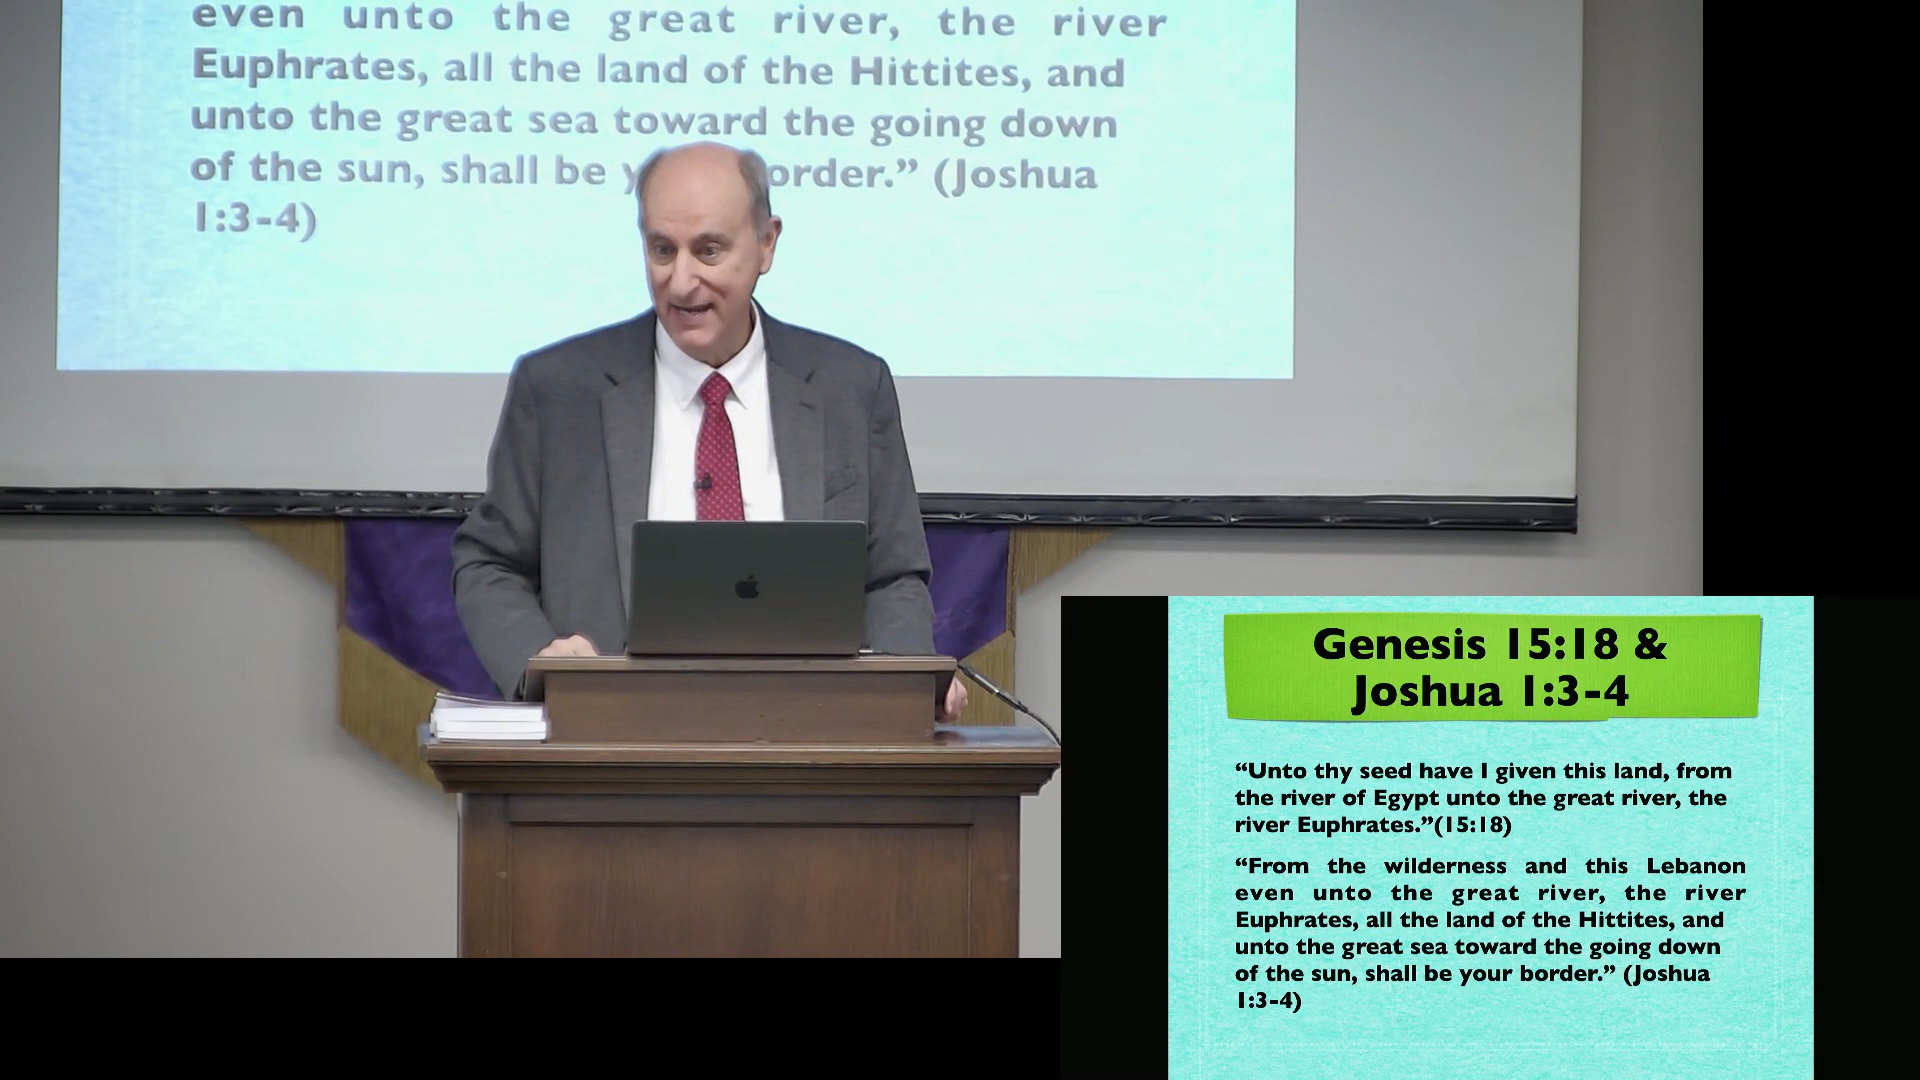 even unto the great river, the river
Euphrates, all the land of the Hittites, and
unto the great sea toward the going down
of the sun, shall be y order.” (Joshua
1:3-4)
Genesis 15:18 &
Joshua 1:3-4
“Unto thy seed have I given this land, from
the river of Egypt unto the great river, the
river Euphrates.”(15:18)
“From the wilderness and this Lebanon
even unto the great river, the river
Euphrates, all the land of the Hittites, and
unto the great sea toward the going down
of the sun, shall be your border.” (Joshua
1:3-4)